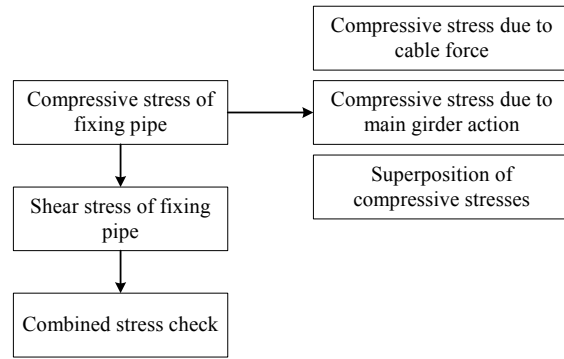 Compressive stress due to
cable force
Compressive stress of
fixing pipe
Compressive stress due to
main girder action
Superposition of
compressive stresses
Shear stress of fixing
pipe
Combined stress check